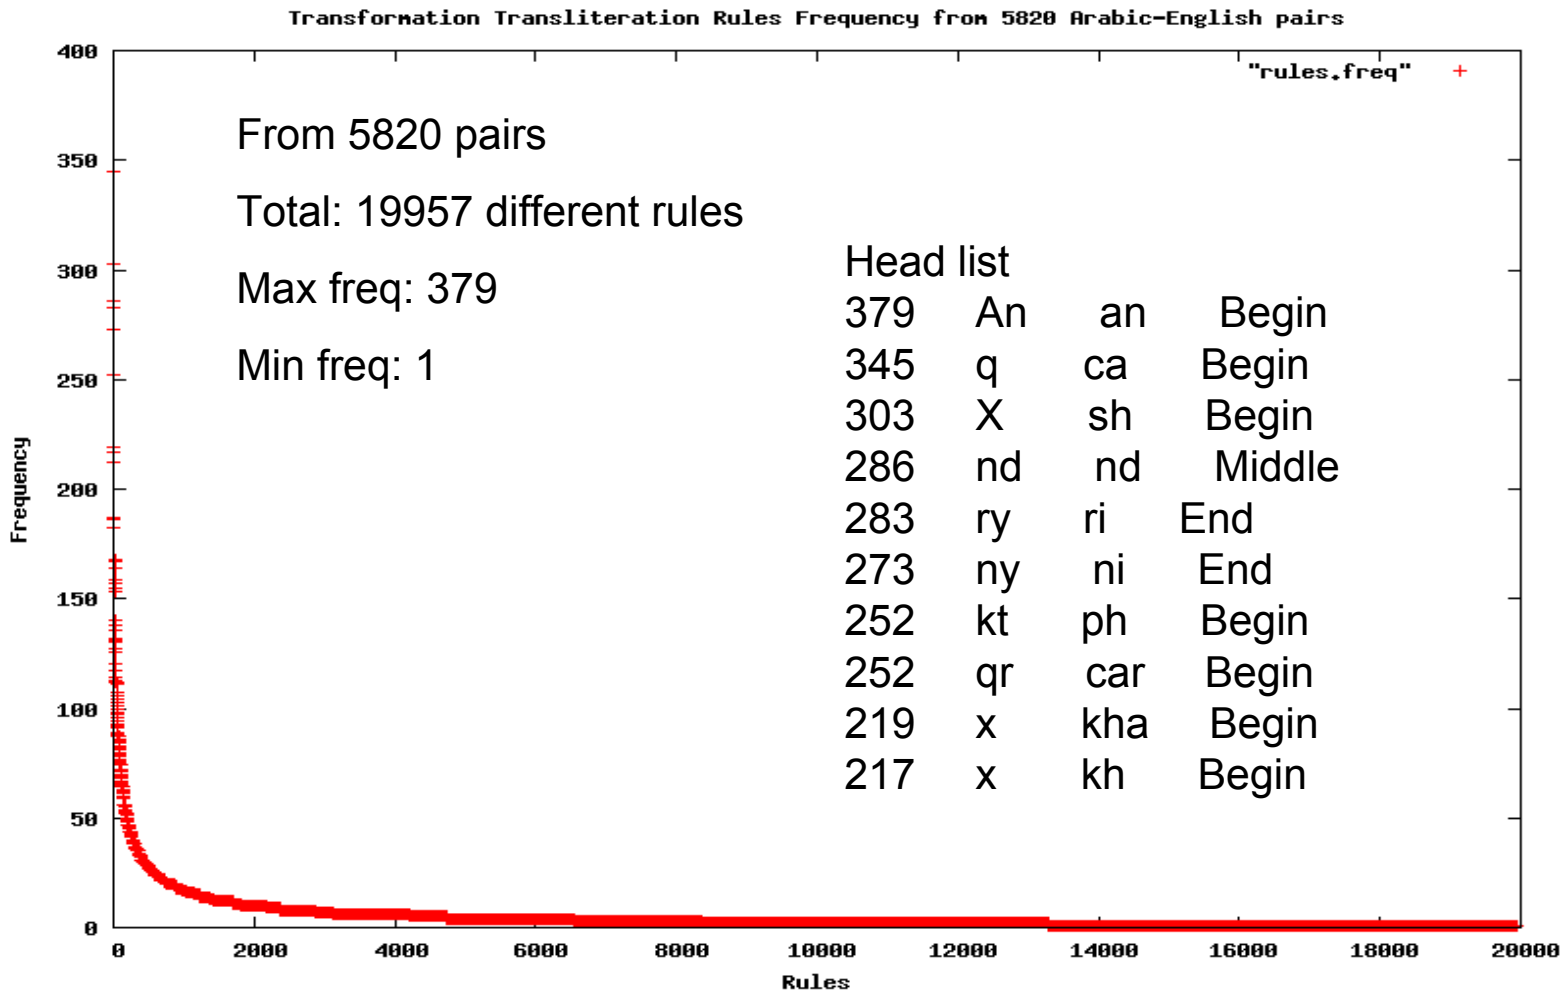 Transformation Transliteration Rules Frequency from 5820 Arabic-English pairs
400
350
300
250
200
150
100
50
0
Frequency
"rules.freq"
From 5820 pairs
Total: 19957 different rules
Max freq: 379
Min freq: 1
Head list
379 An an Begin
345 q ca Begin
303 X sh Begin
286 nd nd Middle
283 ry ri End
273 ny ni End
252 kt ph Begin
252 qr car Begin
219 x kha Begin
217 x kh Begin
0 2000 4000 6000 8000 10000 12000 14000 16000 18000 20000
Rules